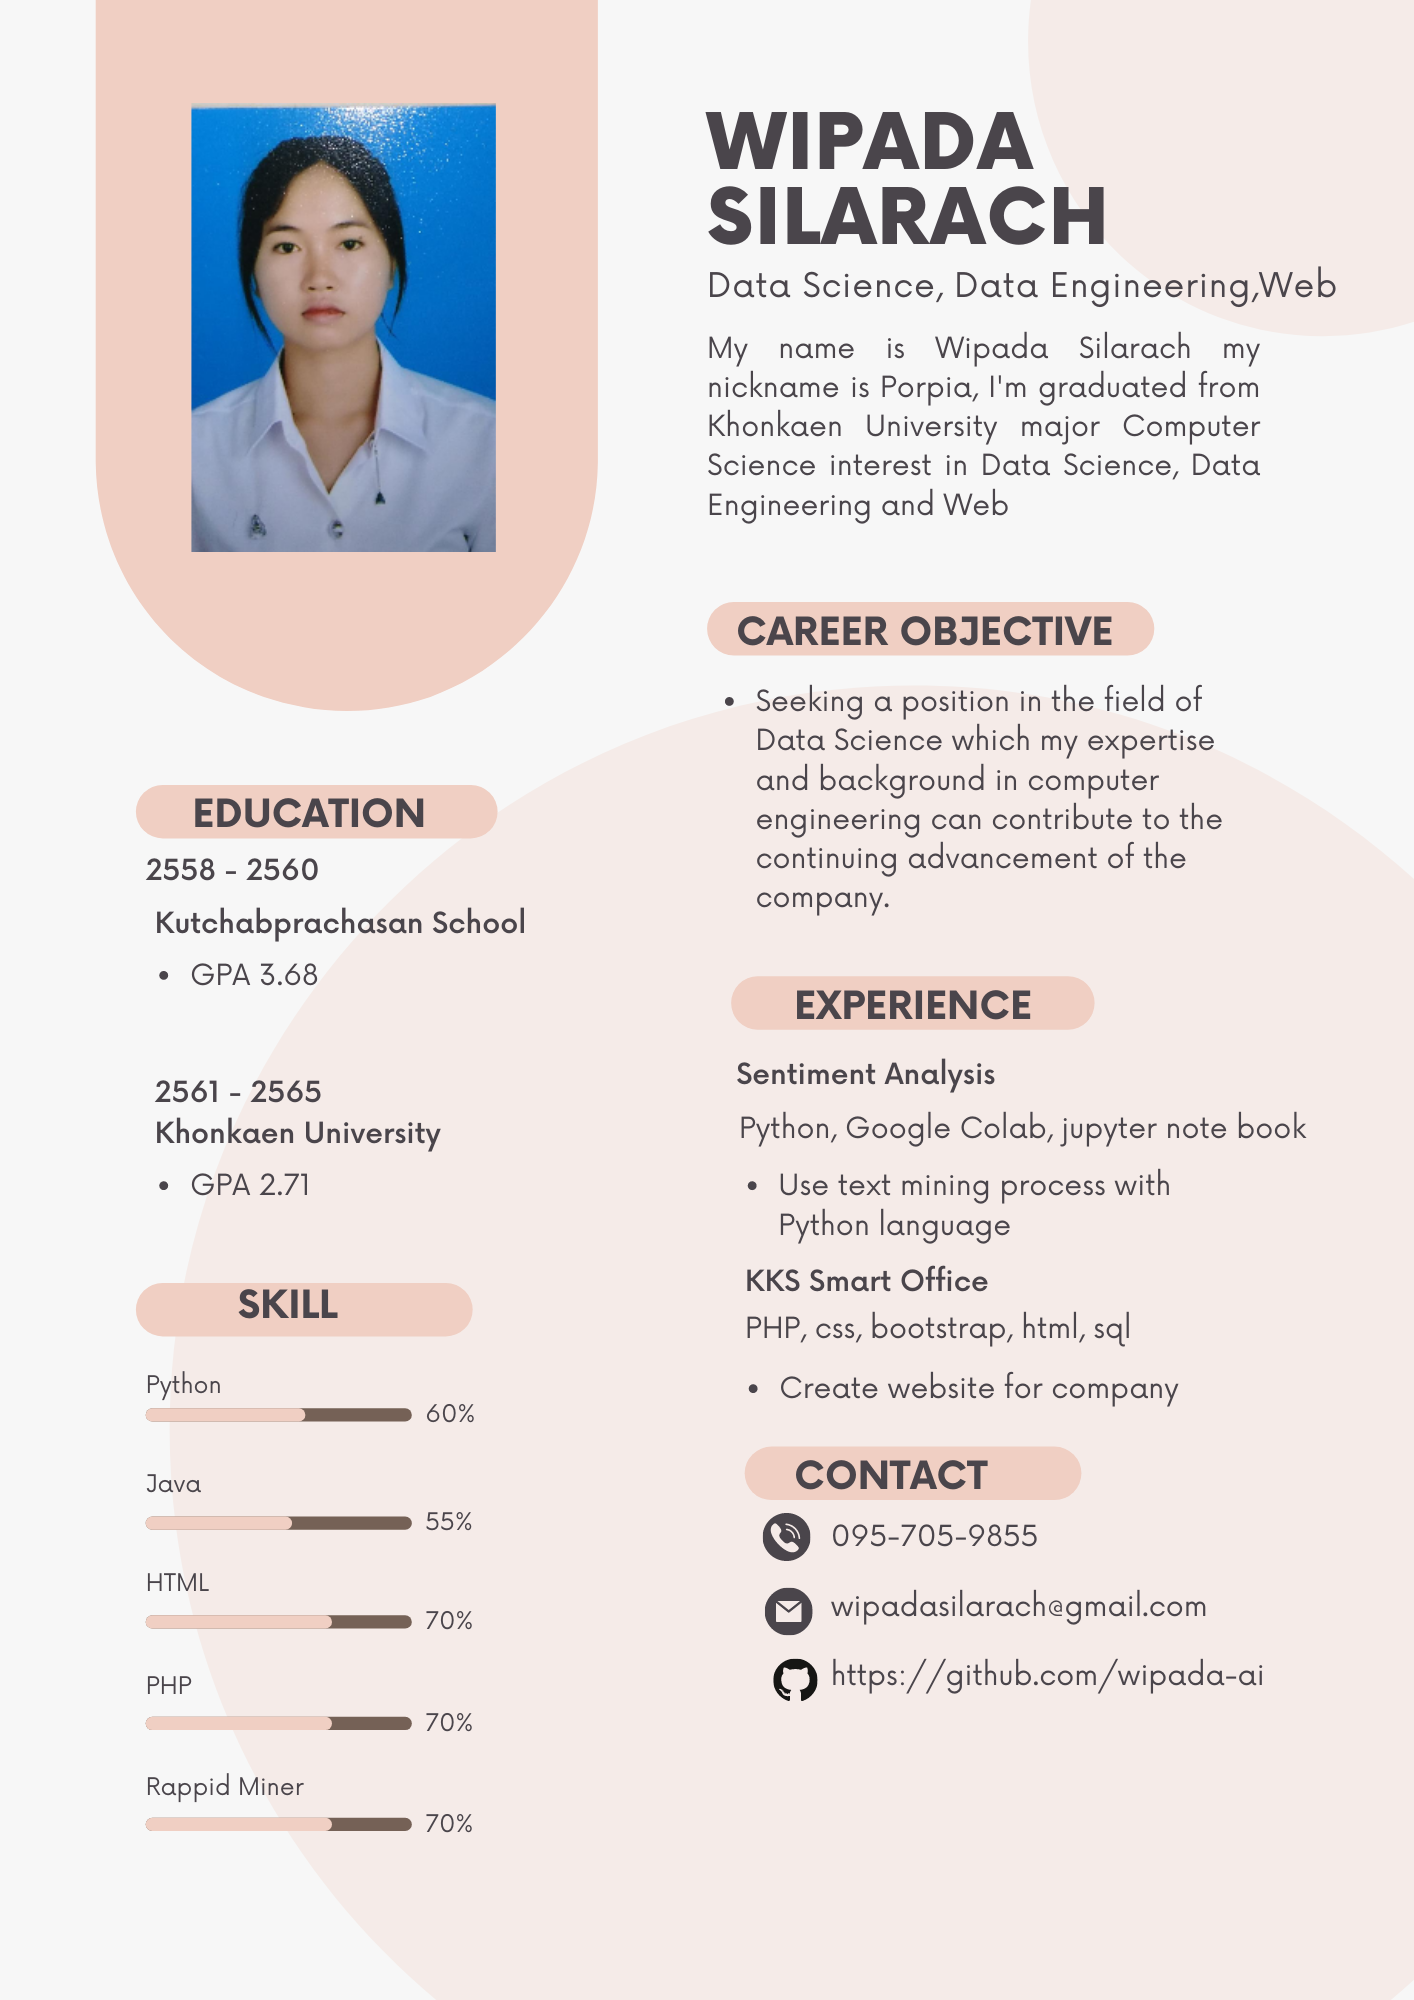 WIPADA
SILARACH
Data Science, Data Engineering,Web
My name is Wipada Silarach my
nickname is Porpia, I'm graduated from
Khonkaen University major Computer
Science interest in Data Science, Data
Engineering and Web
CAREER OBJECTIVE
• Seeking a position in the field of
Data Science which my expertise
and background in computer
engineering can contribute to the
continuing advancement of the
company.
EDUCATION
2558 - 2560
Kutchabprachasan School
• GPA 3.68
2561 - 2565
Khonkaen University
• GPA 2.71
SKILL
Python
60%
Java
55%
HTML
70%
PHP
70%
Rappid Miner
70%
EXPERIENCE
Sentiment Analysis
Python, Google Colab, jupyter note book
• Use text mining process with
Python language
KKS Smart Office
PHP, css, bootstrap, html, sql
• Create website for company
CONTACT
095-705-9855
wipadasilarach@gmail.com
https://github.com/wipada-ai